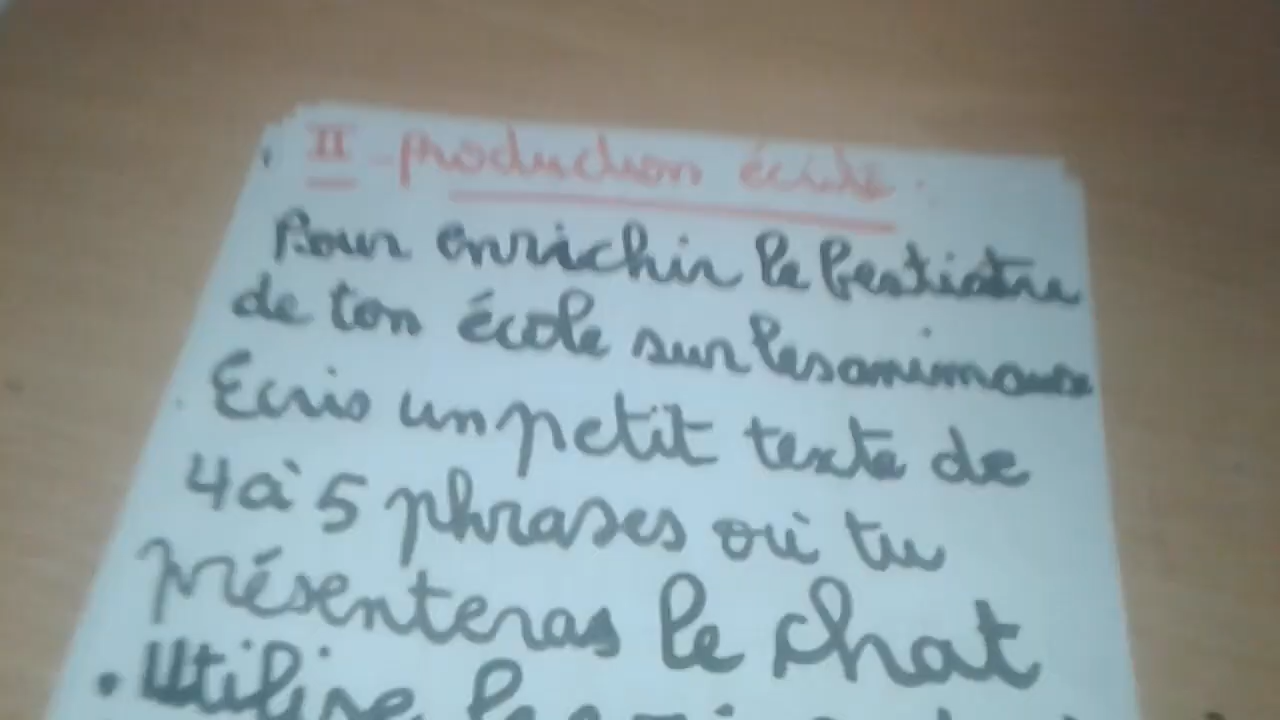 II - production écrite :
Pour enrichir le bestiaire
de ton école sur les animaux
Ecris un petit texte de
4 à 5 phrases où tu
présenteras le chat
. Utilise